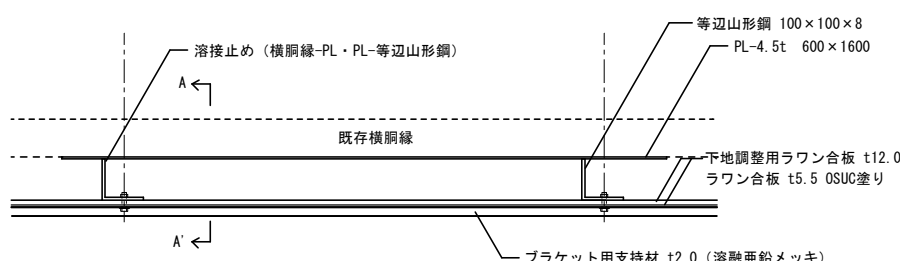 等辺山形鋼 100×100×8
溶接止め（横胴縁-PL・PL-等辺山形鋼）
PL-4.5t 600×1600
A
既存横胴縁
下地調整用ラワン合板 t12.0
ラワン合板 t5.5 OSUC塗り
A'
ブラケット用支持材 t2.0（溶融亜鉛メッキ）